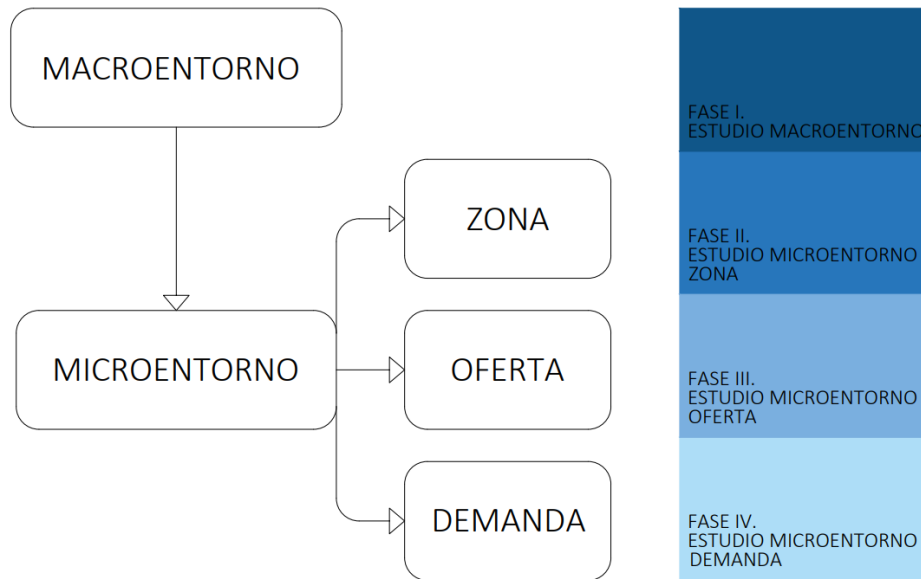 MACROENTORNO
MICROENTORNO
ZONA
OFERTA
DEMANDA
FASE I.
ESTUDIO MACROENTORNO
FASE II.
ESTUDIO MICROENTORNO
ZONA
FASE III.
ESTUDIO MICROENTORNO
OFERTA
FASE IV.
ESTUDIO MICROENTORNO
DEMANDA